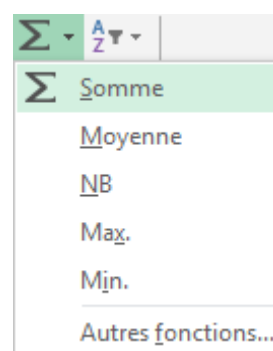 Σ A Z
Σ Somme
Moyenne
NB
Max.
Min.
Autres fonctions...